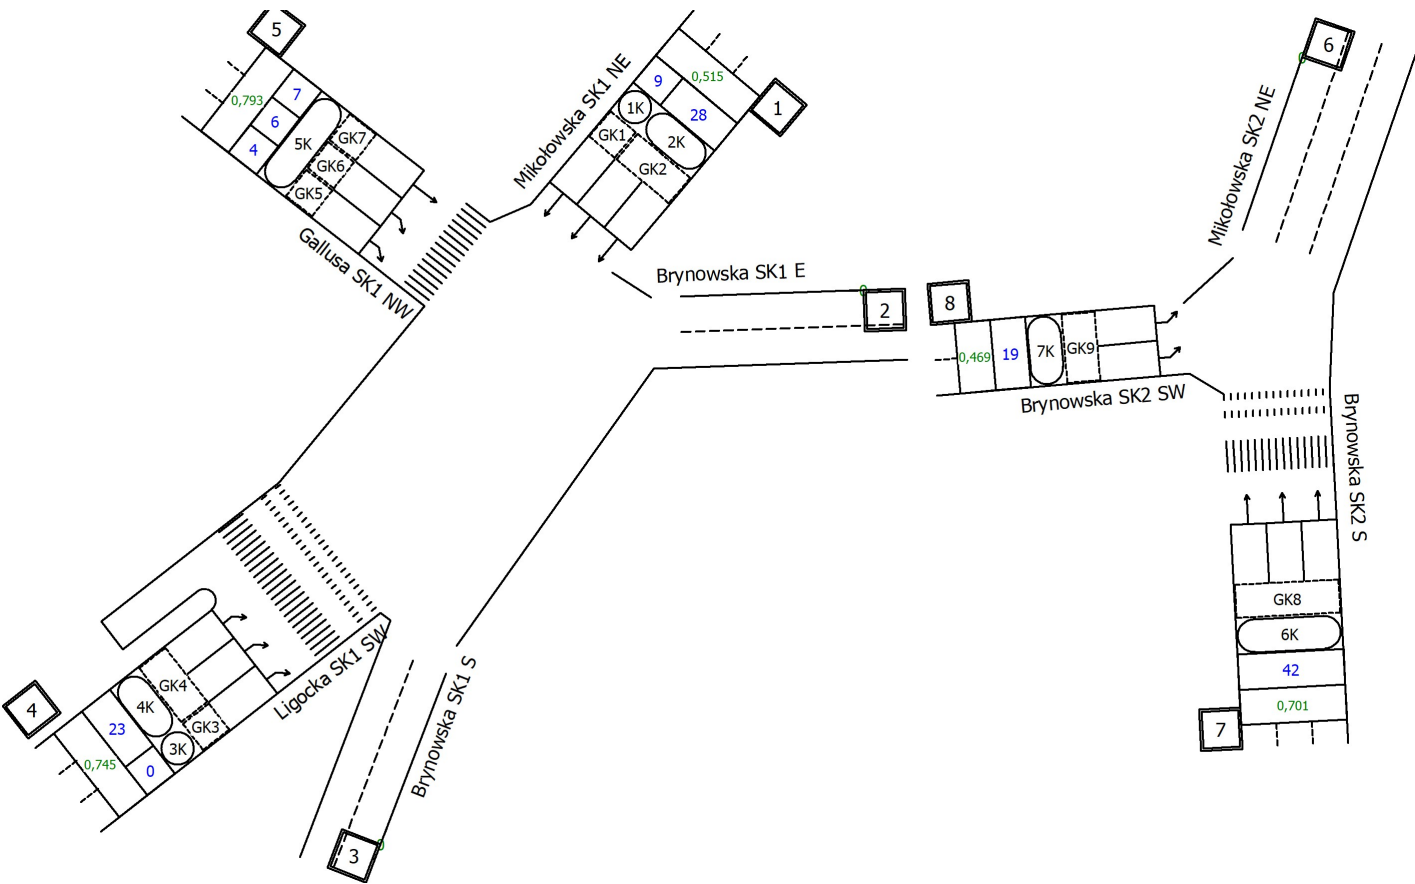 5
0,793
7
6
4
5K
GK7
GK6
GK5
Gallusa SK1 NW
Mikołowska SK1 NE
9
0,515
28
1
1K
2K
GK1
GK2
Brynowska SK1 E
0
2
6
0
Mikołowska SK2 NE
8
0,469
19
7K
GK9
Brynowska SK2 SW
Brynowska SK2 S
GK8
6K
42
0,701
7
4
0,745
23
0
4K
3K
GK4
GK3
Ligocka SK1 SW
Brynowska SK1 S
3
0